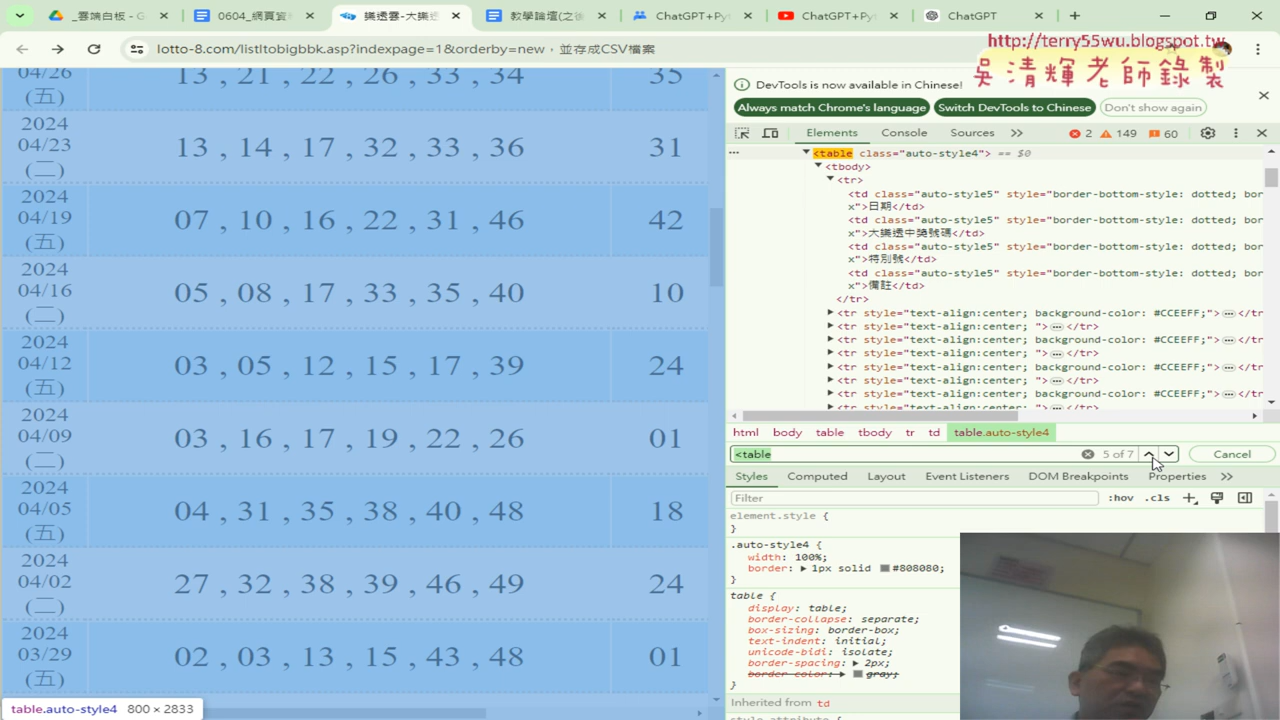 _雲端白板 - G
0604_網頁資料
樂透雲-大樂透
教學論壇(之後
ChatGPT+Py
ChatGPT+Py
ChatGPT
lotto-8.com/listltobigbbk.asp?indexpage=1&orderby=new，並存成CSV檔案
http://terry55wu.blogspot.tw
吳清輝老師錄製
04/26
(五)
13 , 21 , 22 , 26 , 33 , 34
35
2024
04/23
(二)
13 , 14 , 17 , 32 , 33 , 36
31
2024
04/19
(五)
07 , 10 , 16 , 22 , 31 , 46
42
2024
04/16
(二)
05 , 08 , 17 , 33 , 35 , 40
10
2024
04/12
(五)
03 , 05 , 12 , 15 , 17 , 39
24
2024
04/09
(二)
03 , 16 , 17 , 19 , 22 , 26
01
2024
04/05
(五)
04 , 31 , 35 , 38 , 40 , 48
18
2024
04/02
(二)
27 , 32 , 38 , 39 , 46 , 49
24
2024
03/29
(五)
02 , 03 , 13 , 15 , 43 , 48
01
table.auto-style4 800 × 2833
DevTools is now available in Chinese!
Always match Chrome's language
Switch DevTools to Chinese
Don't show again
Elements Console Sources 2 149 60
<table class="auto-style4"> == $0
<tbody>
<tr>
<td class="auto-style5" style="border-bottom-style: dotted; bor
x">日期</td>
<td class="auto-style5" style="border-bottom-style: dotted; bor
x">大樂透中獎號碼</td>
<td class="auto-style5" style="border-bottom-style: dotted; bor
x">特別號</td>
<td class="auto-style5" style="border-bottom-style: dotted; bor
x">備註</td>
</tr>
<tr style="text-align:center; background-color: #CCEEFF;">…</tr
<tr style="text-align:center; ">…</tr>
<tr style="text-align:center; background-color: #CCEEFF;">…</tr
<tr style="text-align:center; ">…</tr>
<tr style="text-align:center; background-color: #CCEEFF;">…</tr
<tr style="text-align:center; ">…</tr>
<tr style="text-align:center; background-color: #CCEEFF;">…</tr
<tr style="text-align:center; ">…</tr>
html body table tbody tr td table.auto-style4
<table
5 of 7
Cancel
Styles Computed Layout Event Listeners DOM Breakpoints Properties
Filter
:hov .cls
element.style {
}
.auto-style4 {
width: 100%;
border: 1px solid #808080;
}
table {
display: table;
border-collapse: separate;
box-sizing: border-box;
text-indent: initial;
unicode-bidi: isolate;
border-spacing: 2px;
border-color: gray;
}
Inherited from td